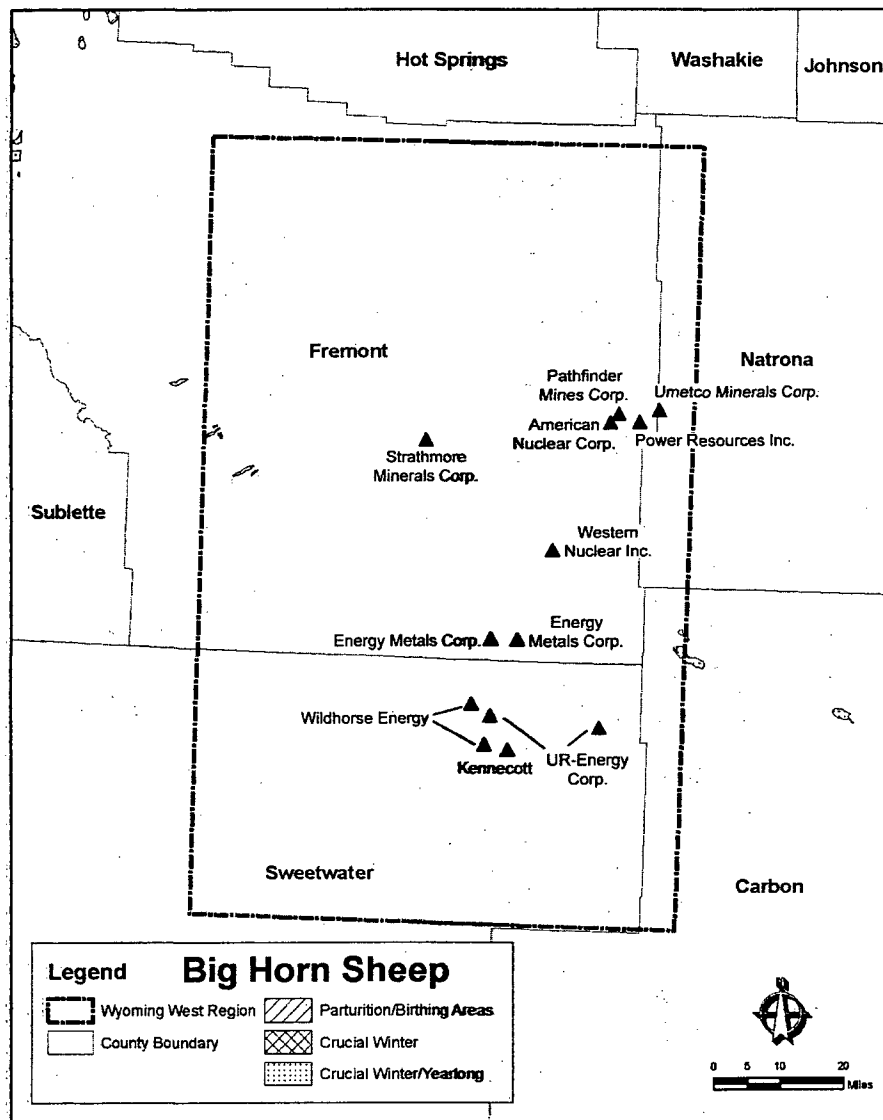 Hot Springs
Washakie
Johnson
Fremont
Natrona
Pathfinder
Mines Corp.
Umetco Minerals Corp.
American
Nuclear Corp.
Power Resources Inc.
Strathmore
Minerals Corp.
Sublette
Western
Nuclear Inc.
Energy Metals Corp.
Energy
Metals Corp.
Wildhorse Energy
Kennecott
UR-Energy
Corp.
Sweetwater
Carbon
Legend
Big Horn Sheep
Wyoming West Region
County Boundary
Parturition/Birthing Areas
Crucial Winter
Crucial Winter/Yearlong
N
0 5 10 20
Miles